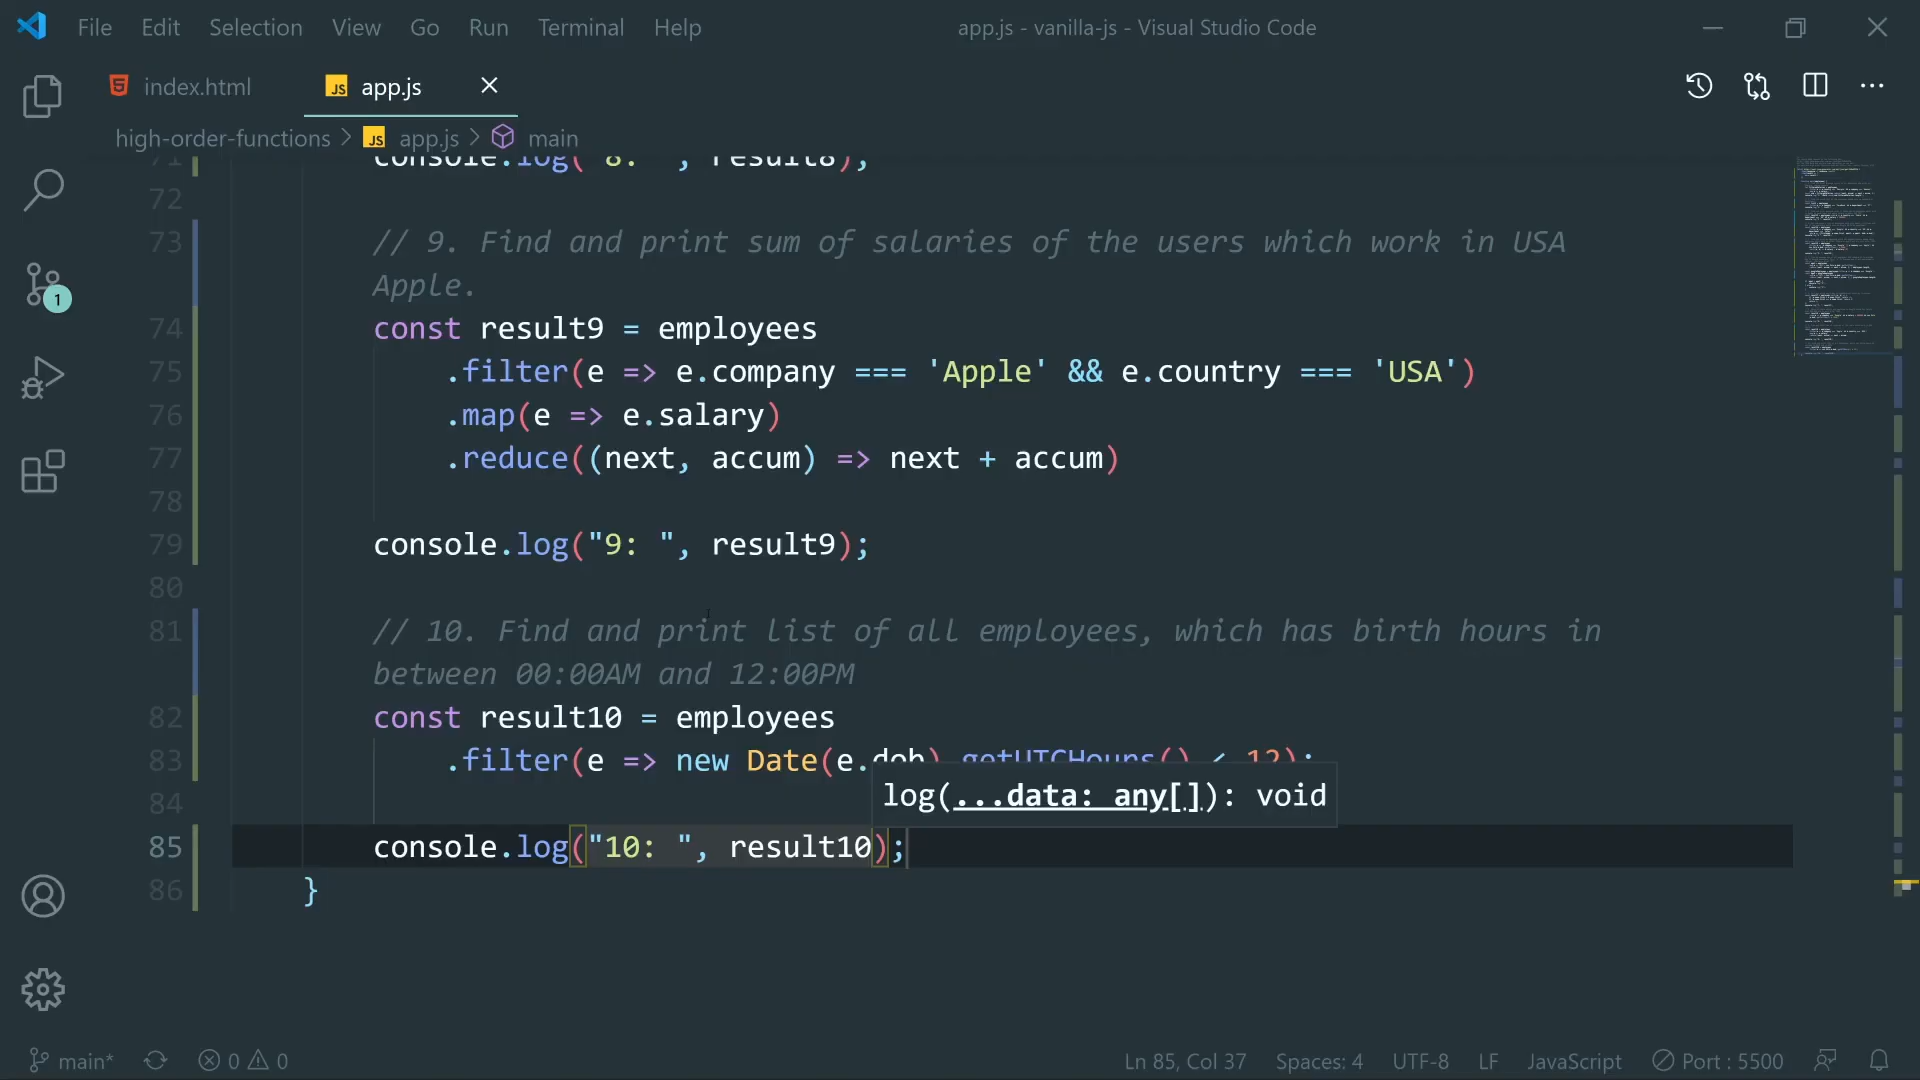 File Edit Selection View Go Run Terminal Help app.js - vanilla-js - Visual Studio Code
index.html JS app.js
high-order-functions > JS app.js > main
71 console.log("8: ", result8);
72
73 // 9. Find and print sum of salaries of the users which work in USA
Apple.
74 const result9 = employees
75 .filter(e => e.company === 'Apple' && e.country === 'USA')
76 .map(e => e.salary)
77 .reduce((next, accum) => next + accum)
78
79 console.log("9: ", result9);
80
81 // 10. Find and print list of all employees, which has birth hours in
between 00:00AM and 12:00PM
82 const result10 = employees
83 .filter(e => new Date(e.dob).getUTCHours() < 12);
log(...data: any[]): void
84
85 console.log("10: ", result10);
86 }
1
main* 0 0 Ln 85, Col 37 Spaces: 4 UTF-8 LF JavaScript Port : 5500